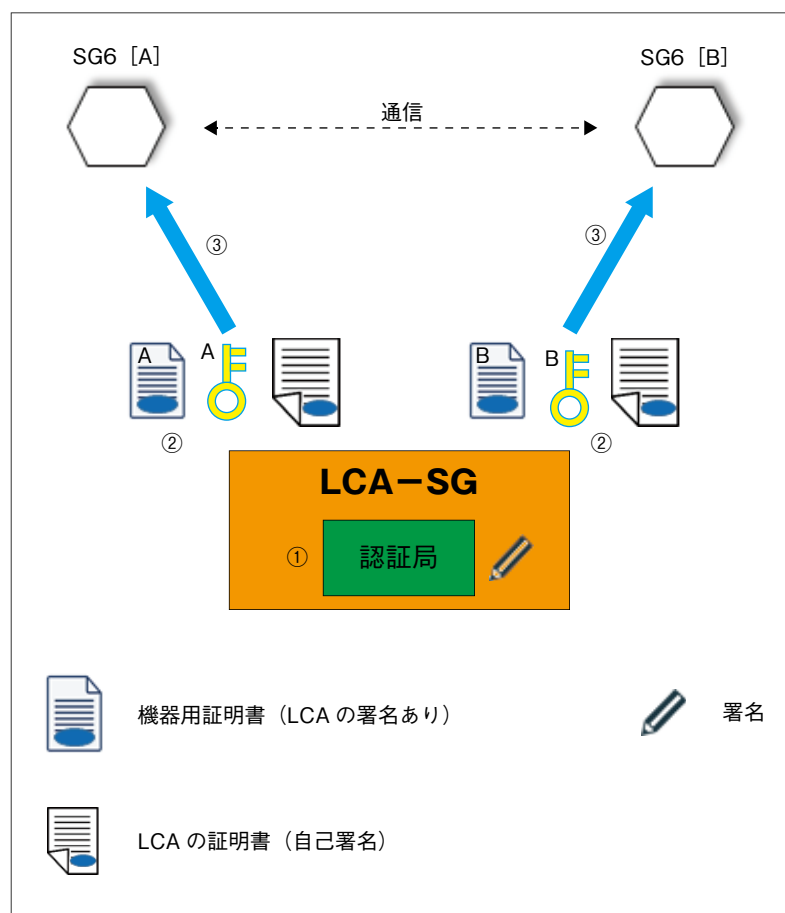 SG6［A］
SG6［B］
通信
③
③
A
A
B
B
②
②
LCA－SG
①
認証局
機器用証明書（LCA の署名あり）
署名
LCA の証明書（自己署名）